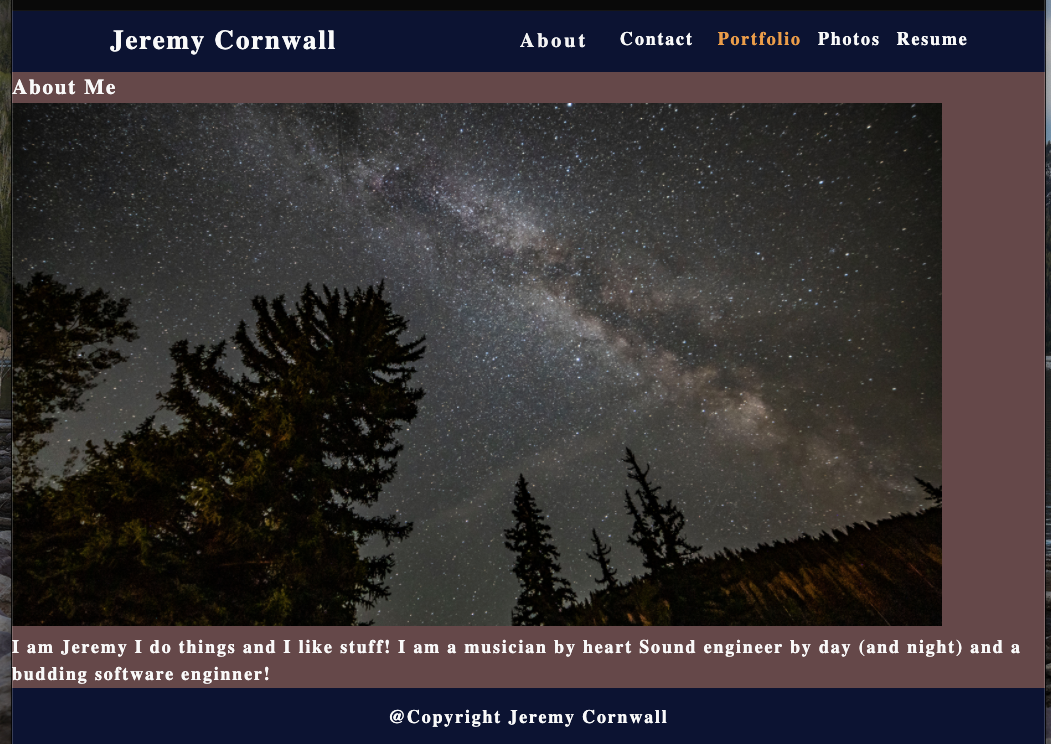 Jeremy Cornwall
About Contact Portfolio Photos Resume
About Me
I am Jeremy I do things and I like stuff! I am a musician by heart Sound engineer by day (and night) and a
budding software enginner!
@Copyright Jeremy Cornwall